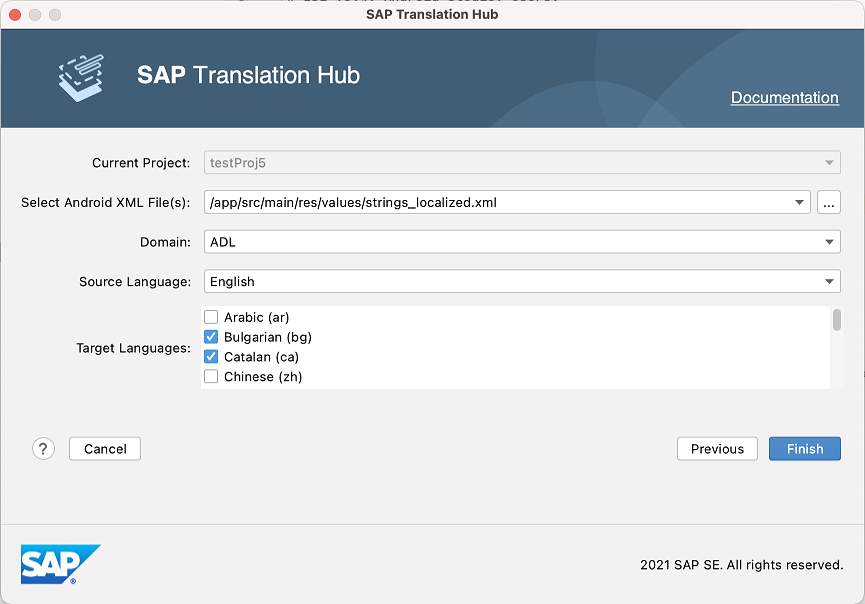 SAP Translation Hub
SAP Translation Hub
Documentation
Current Project: testProj5
Select Android XML File(s): /app/src/main/res/values/strings_localized.xml ...
Domain: ADL
Source Language: English
Target Languages:
Arabic (ar)
Bulgarian (bg)
Catalan (ca)
Chinese (zh)
? Cancel Previous Finish
SAP ® 2021 SAP SE. All rights reserved.